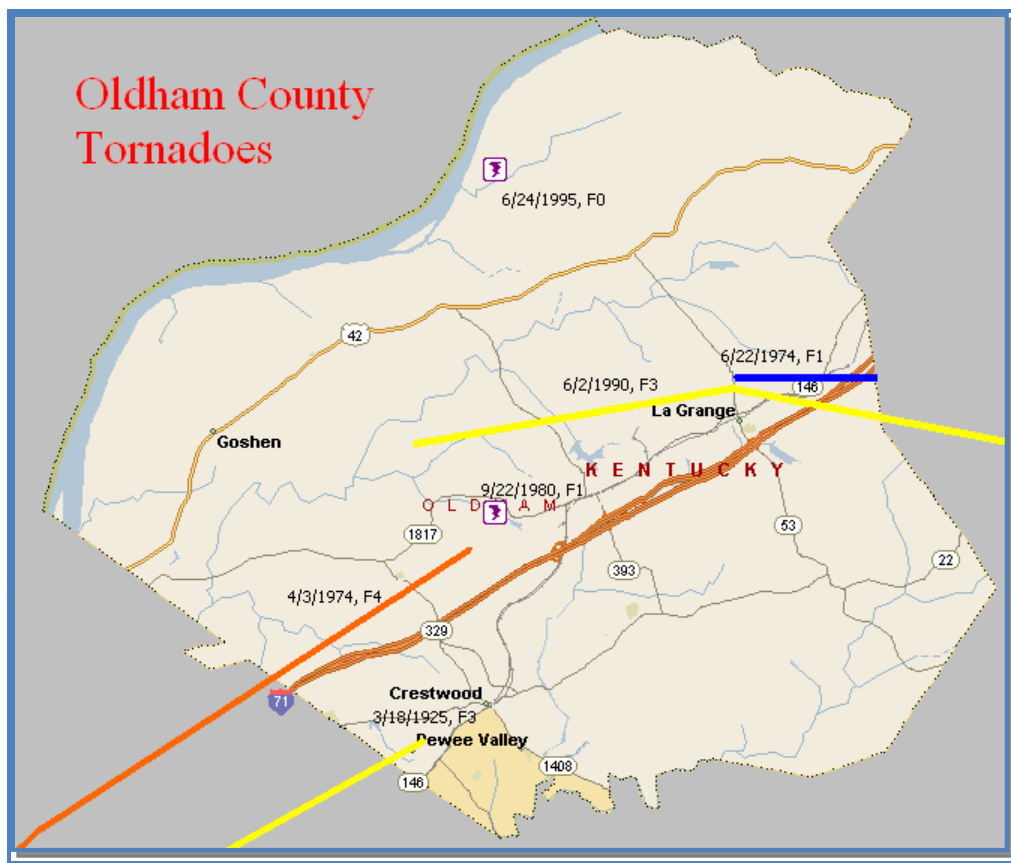 Oldham County
Tornadoes
6/24/1995, F0
42
6/22/1974, F1
6/2/1990, F3
146
La Grange
Goshen
KENTUCKY
9/22/1980, F1
OLDHAM
1817
53
22
393
4/3/1974, F4
329
71
Crestwood
3/18/1925, F3
Pewee Valley
1408
146